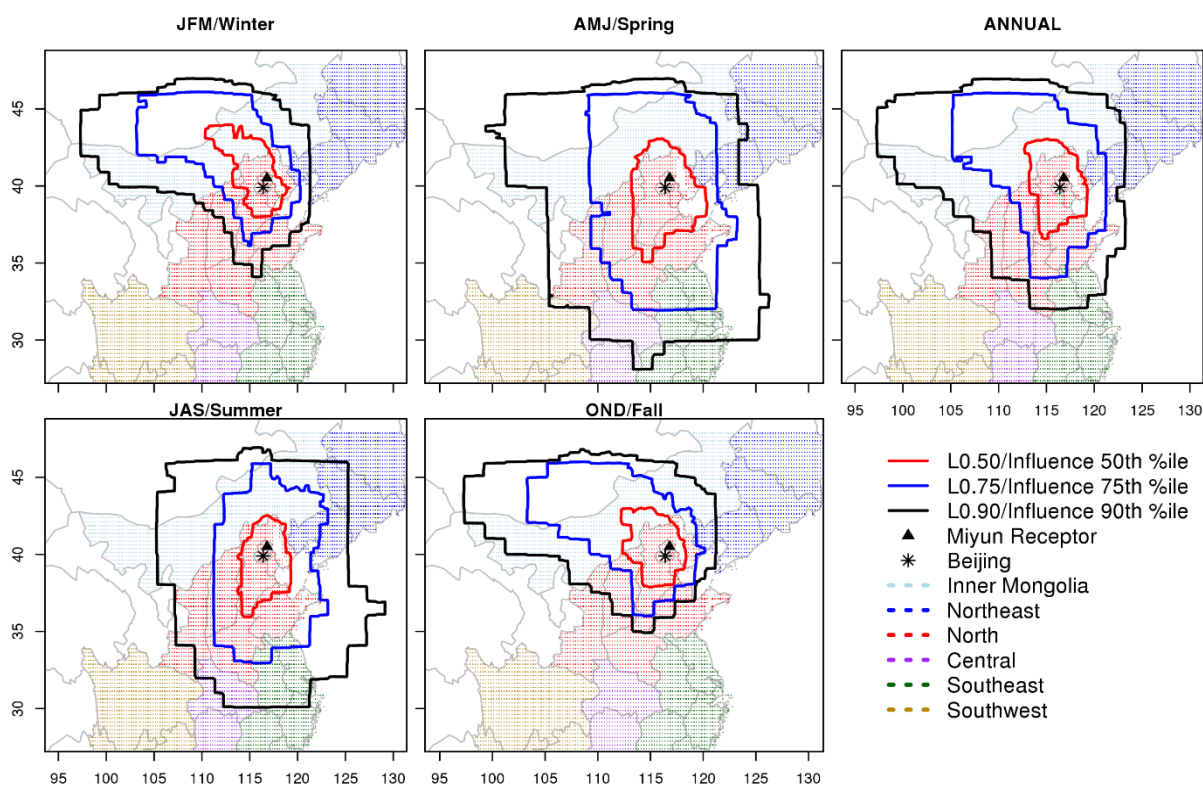 JFM/Winter
AMJ/Spring
ANNUAL
45
40
35
30
95 100 105 110 115 120 125 130
JAS/Summer
OND/Fall
45
40
35
30
95 100 105 110 115 120 125 130
95 100 105 110 115 120 125 130
L0.50/Influence 50th %ile
L0.75/Influence 75th %ile
L0.90/Influence 90th %ile
Miyun Receptor
Beijing
Inner Mongolia
Northeast
North
Central
Southeast
Southwest